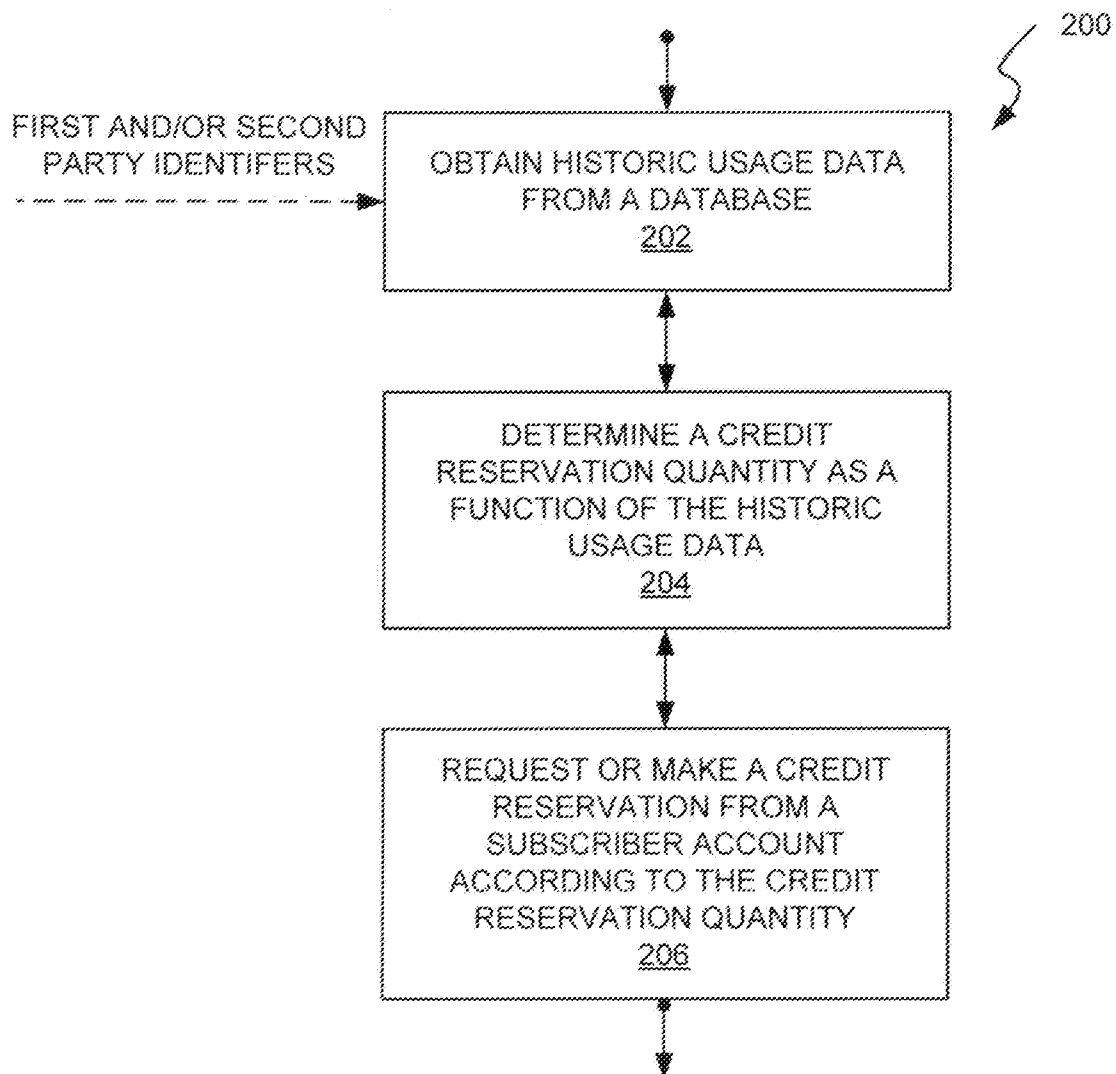 200
FIRST AND/OR SECOND
PARTY IDENTIFERS
OBTAIN HISTORIC USAGE DATA
FROM A DATABASE
202
DETERMINE A CREDIT
RESERVATION QUANTITY AS A
FUNCTION OF THE HISTORIC
USAGE DATA
204
REQUEST OR MAKE A CREDIT
RESERVATION FROM A
SUBSCRIBER ACCOUNT
ACCORDING TO THE CREDIT
RESERVATION QUANTITY
206